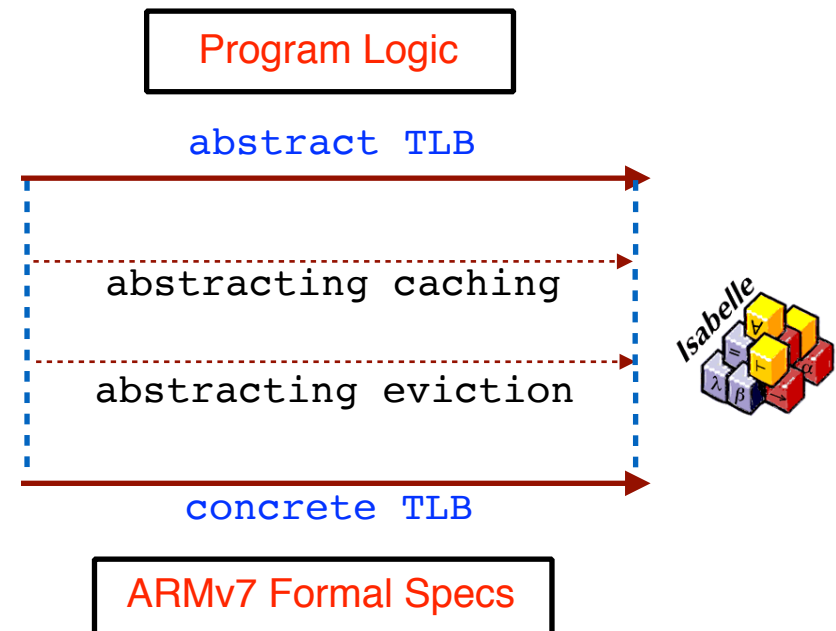 Program Logic
abstract TLB
abstracting caching
Isabelle
∀
=
⊢
α
λ
β
→
abstracting eviction
concrete TLB
ARMv7 Formal Specs